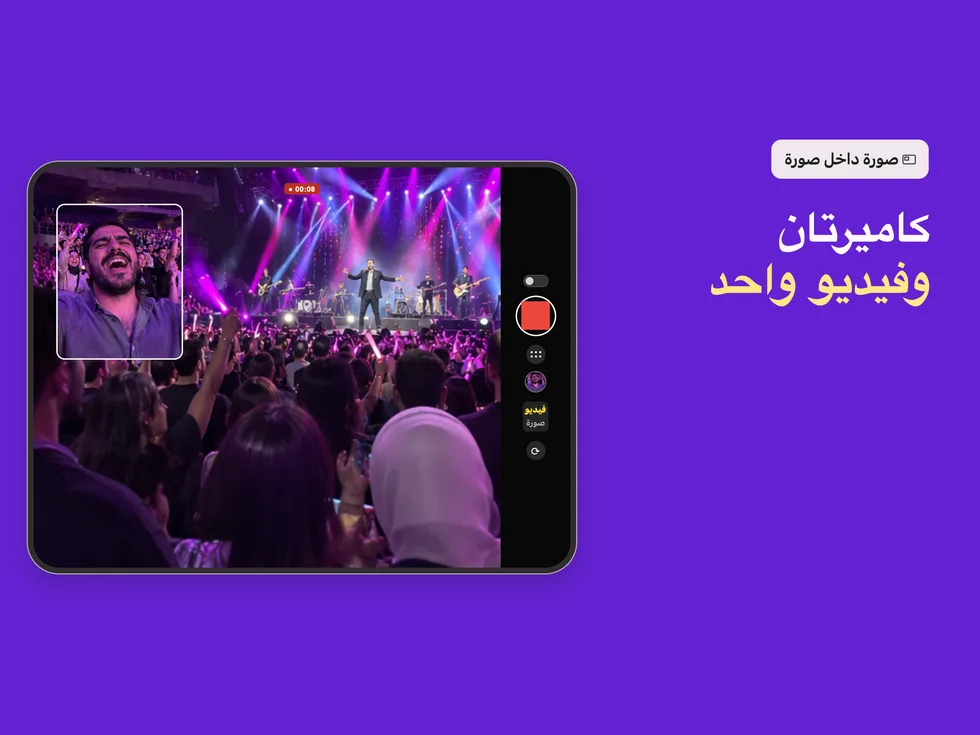 صورة داخل صورة
كاميرتان
وفيديو واحد
00:08
فيديو
صورة